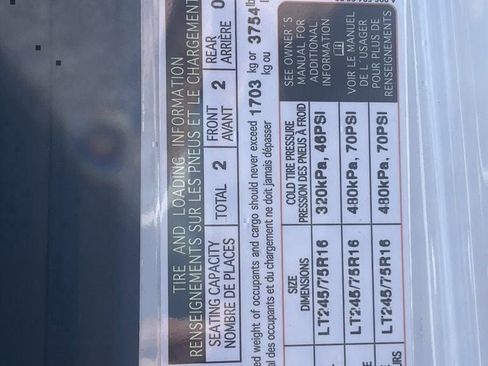 TIRE AND LOADING INFORMATION
RENSEIGNEMENTS SUR LES PNEUS ET LE CHARGEMENT
SEATING CAPACITY
NOMBRE DE PLACES
TOTAL 2
FRONT
AVANT 2
REAR
ARRIÈRE 0
weight of occupants and cargo should never exceed 1703 kg or 3754
des occupants et du chargement ne doit jamais dépasser kg ou
SIZE
DIMENSIONS
COLD TIRE PRESSURE
PRESSION DES PNEUS À FROID
LT245/75R16 320kPa, 46PSI
LT245/75R16 480kPa, 70PSI
LT245/75R16 480kPa, 70PSI
SEE OWNER'S
MANUAL FOR
ADDITIONAL
INFORMATION
VOIR LE MANUEL
DE L'USAGER
POUR PLUS DE
RENSEIGNEMENTS